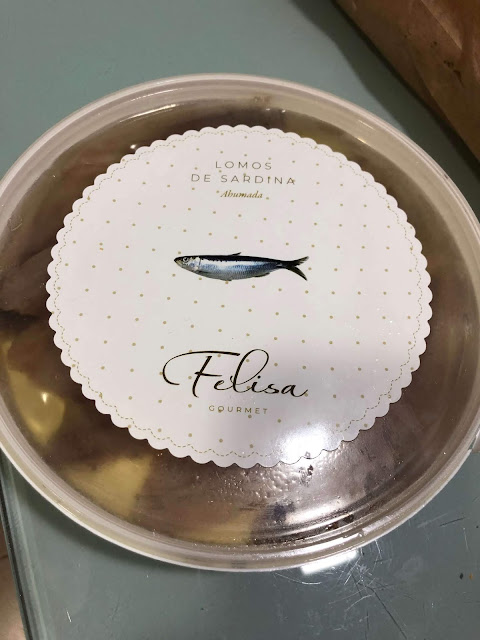 LOMOS
DE SARDINA
Ahumada
Felisa
GOURMET